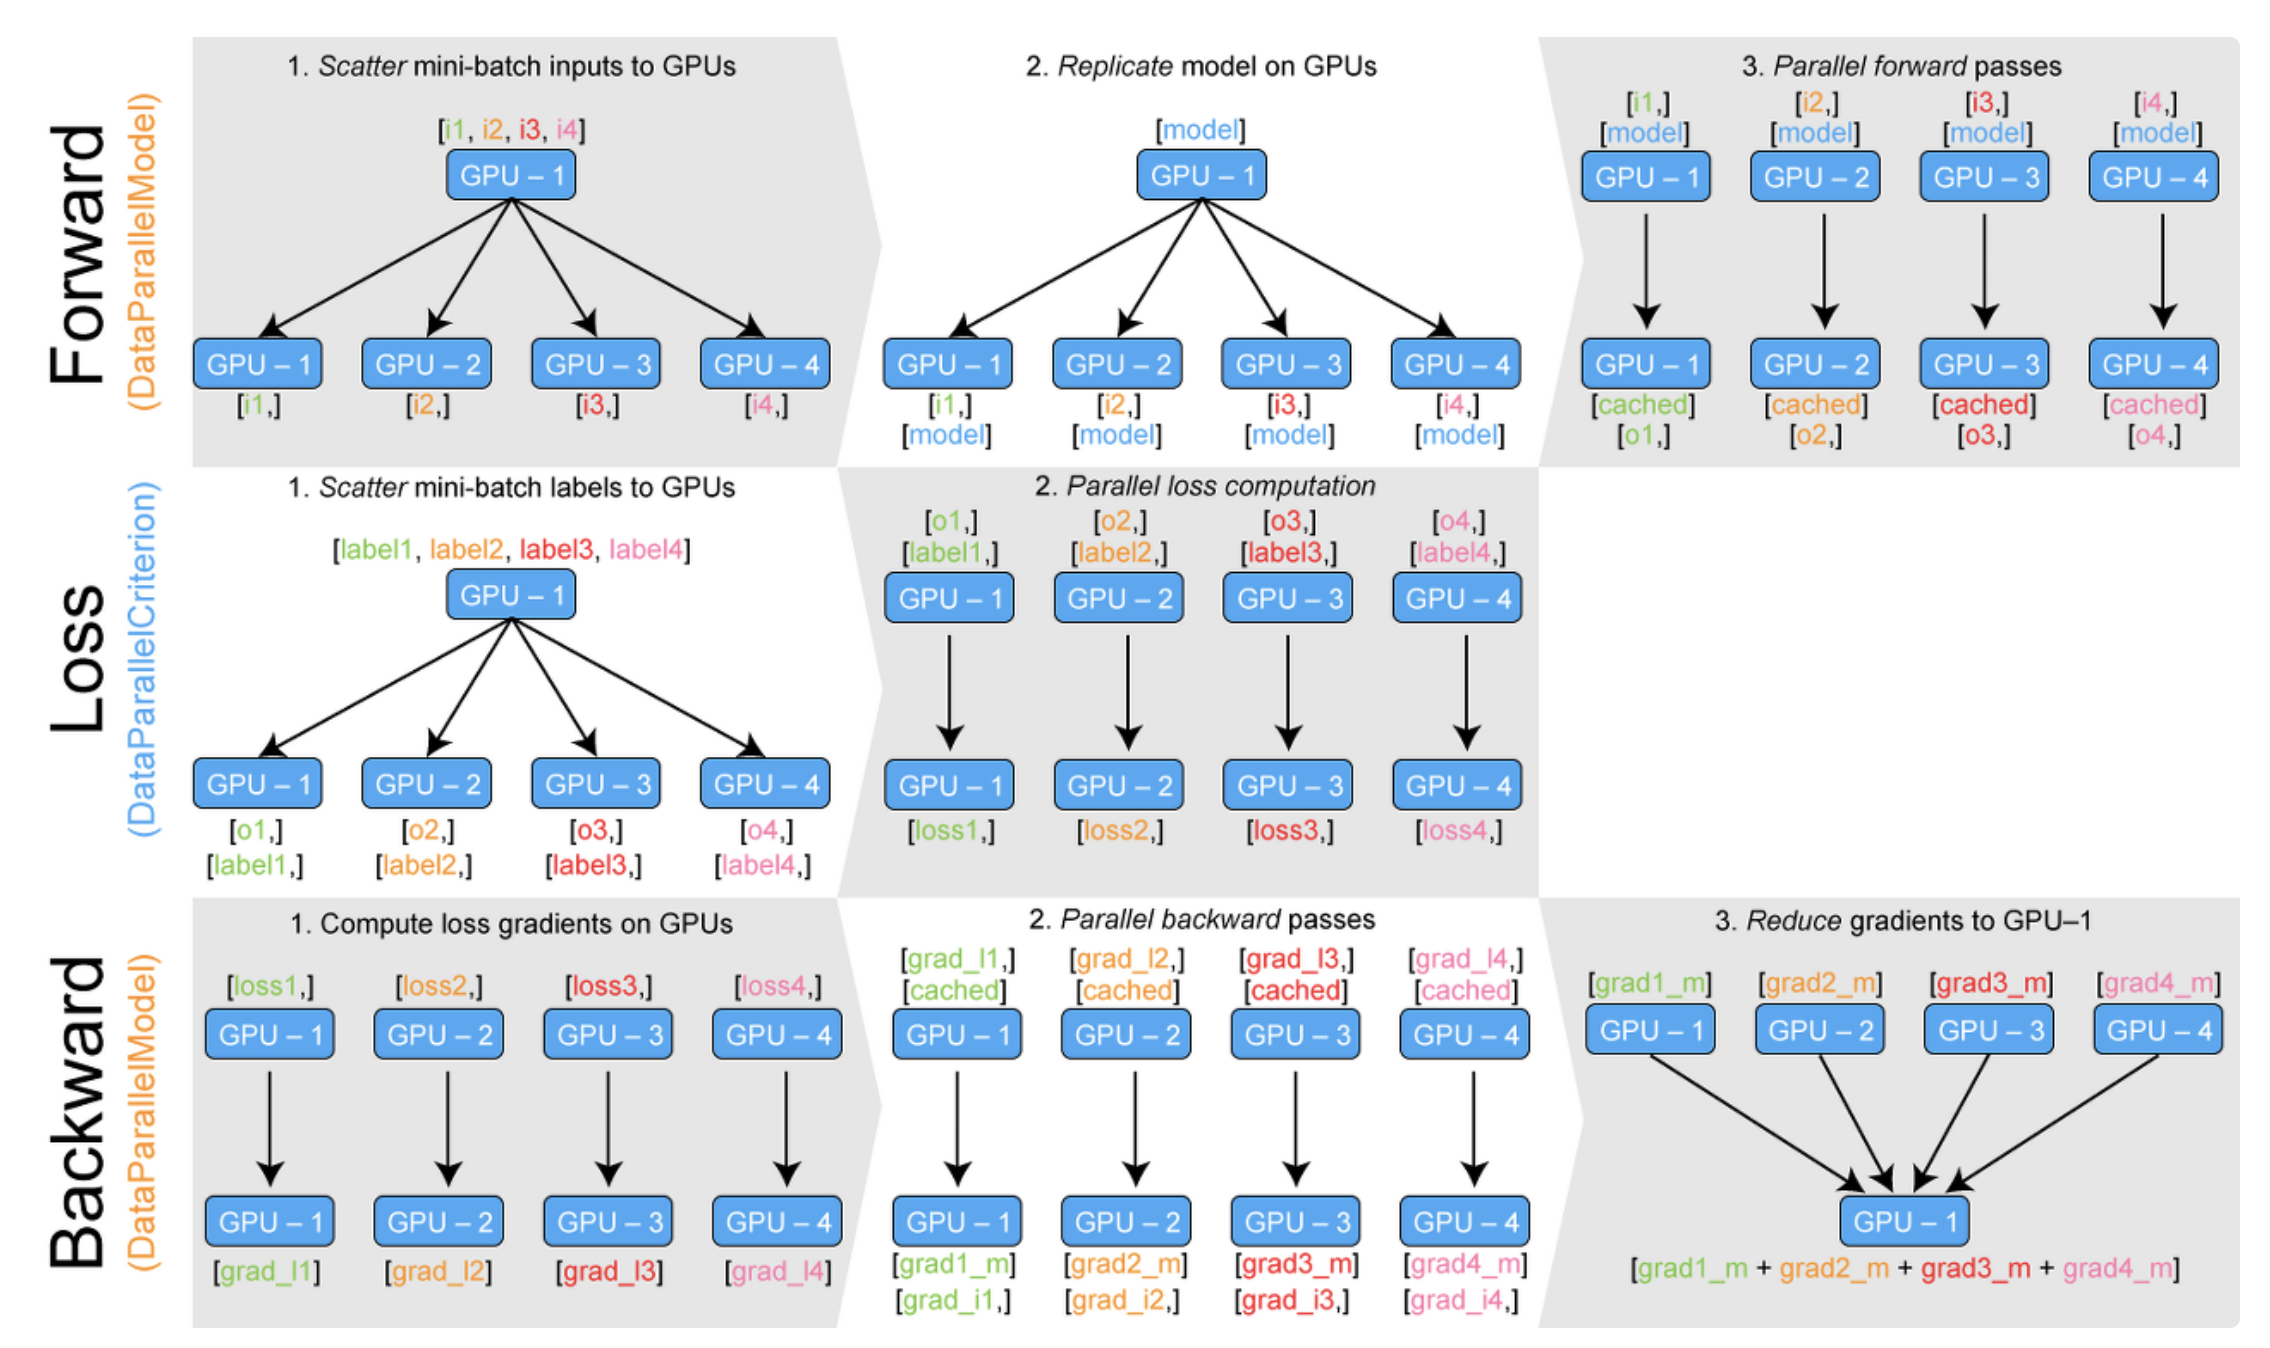 Forward
(DataParallelModel)
1. Scatter mini-batch inputs to GPUs
[i1, i2, i3, i4]
GPU – 1
GPU – 1 GPU – 2 GPU – 3 GPU – 4
[i1,] [i2,] [i3,] [i4,]
2. Replicate model on GPUs
[model]
GPU – 1
GPU – 1 GPU – 2 GPU – 3 GPU – 4
[i1,] [i2,] [i3,] [i4,]
[model] [model] [model] [model]
3. Parallel forward passes
[i1,] [i2,] [i3,] [i4,]
[model] [model] [model] [model]
GPU – 1 GPU – 2 GPU – 3 GPU – 4
GPU – 1 GPU – 2 GPU – 3 GPU – 4
[cached] [cached] [cached] [cached]
[o1,] [o2,] [o3,] [o4,]
Loss
(DataParallelCriterion)
1. Scatter mini-batch labels to GPUs
[label1, label2, label3, label4]
GPU – 1
GPU – 1 GPU – 2 GPU – 3 GPU – 4
[o1,] [o2,] [o3,] [o4,]
[label1,] [label2,] [label3,] [label4,]
2. Parallel loss computation
[o1,] [o2,] [o3,] [o4,]
[label1,] [label2,] [label3,] [label4,]
GPU – 1 GPU – 2 GPU – 3 GPU – 4
GPU – 1 GPU – 2 GPU – 3 GPU – 4
[loss1,] [loss2,] [loss3,] [loss4,]
Backward
(DataParallelModel)
1. Compute loss gradients on GPUs
[loss1,] [loss2,] [loss3,] [loss4,]
GPU – 1 GPU – 2 GPU – 3 GPU – 4
GPU – 1 GPU – 2 GPU – 3 GPU – 4
[grad_l1] [grad_l2] [grad_l3] [grad_l4]
2. Parallel backward passes
[grad_l1,] [grad_l2,] [grad_l3,] [grad_l4,]
[cached] [cached] [cached] [cached]
GPU – 1 GPU – 2 GPU – 3 GPU – 4
GPU – 1 GPU – 2 GPU – 3 GPU – 4
[grad1_m] [grad2_m] [grad3_m] [grad4_m]
[grad_i1,] [grad_i2,] [grad_i3,] [grad_i4,]
3. Reduce gradients to GPU–1
[grad1_m] [grad2_m] [grad3_m] [grad4_m]
GPU – 1 GPU – 2 GPU – 3 GPU – 4
GPU – 1
[grad1_m + grad2_m + grad3_m + grad4_m]